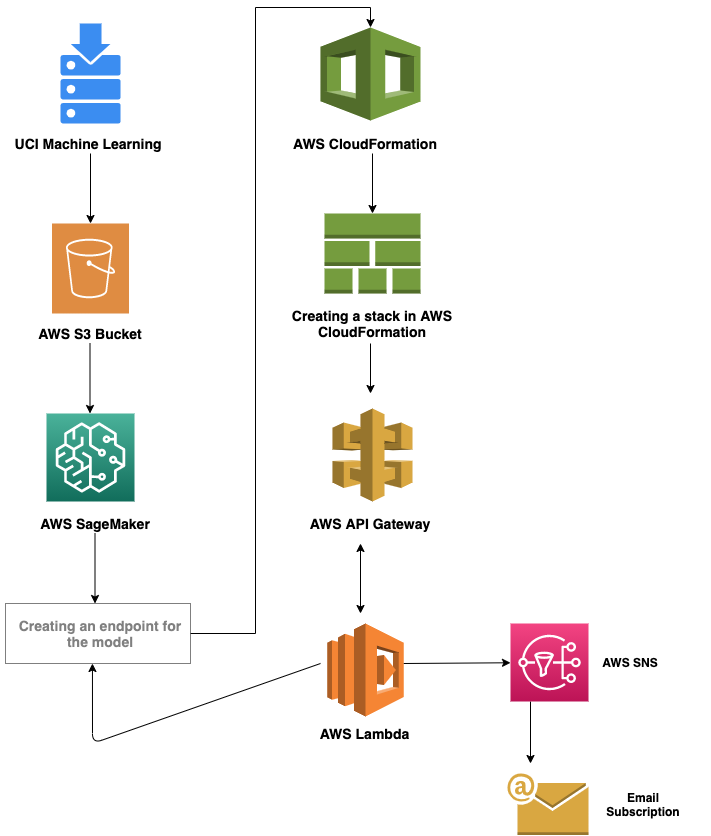 UCI Machine Learning
AWS S3 Bucket
AWS SageMaker
Creating an endpoint for
the model
AWS CloudFormation
Creating a stack in AWS
CloudFormation
AWS API Gateway
AWS Lambda
AWS SNS
@
Email
Subscription